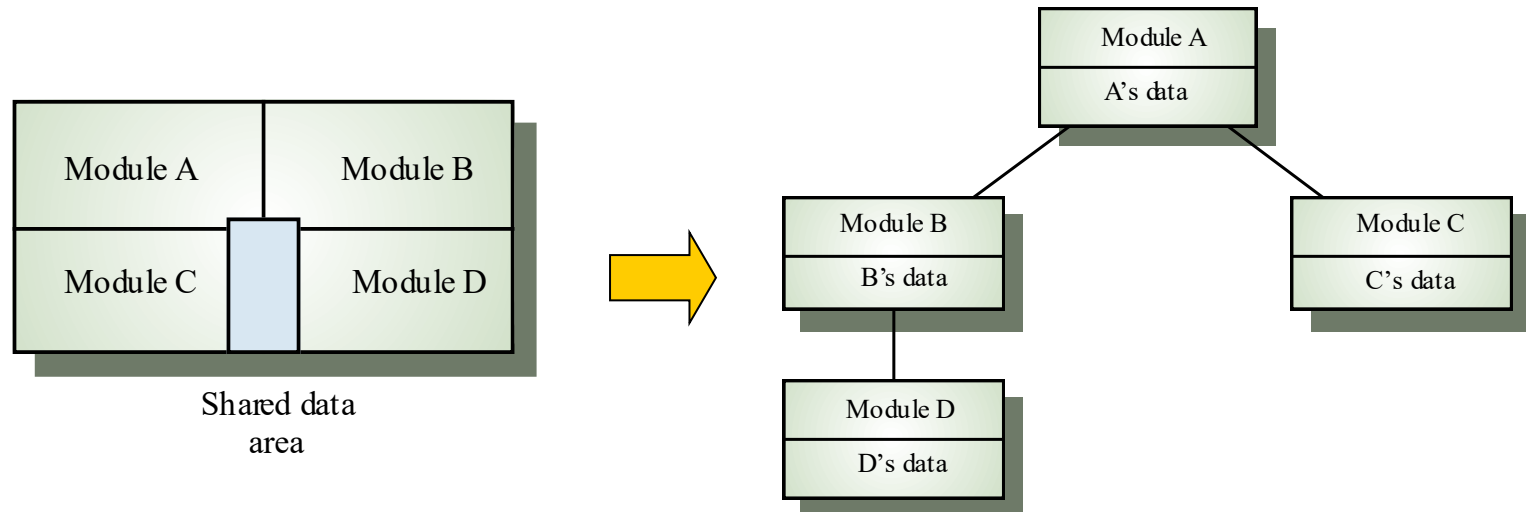 Module A
Module B
Module C
Module D
Shared data
area
Module A
A’s data
Module B
B’s data
Module C
C’s data
Module D
D’s data